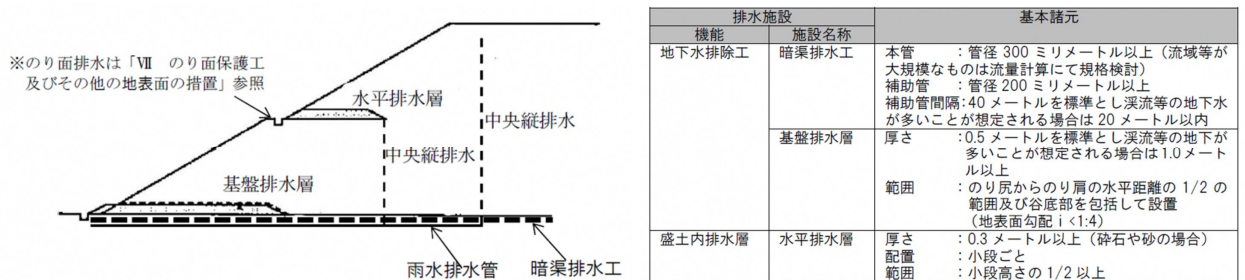 ※のり面排水は「Ⅶ　のり面保護工
及びその他の地表面の措置」参照
水平排水層
中央縦排水
中央縦排水
基盤排水層
雨水排水管
暗渠排水工
排水施設
基本諸元
機能
施設名称
地下水排除工
暗渠排水工
本管　　　：管径 300 ミリメートル以上（流域等が
大規模なものは流量計算にて規格検討）
補助管　　：管径 200 ミリメートル以上
補助管間隔：40 メートルを標準とし渓流等の地下水
が多いことが想定される場合は 20 メートル以内
基盤排水層
厚さ　　　：0.5 メートルを標準とし渓流等の地下が
多いことが想定される場合は 1.0 メート
ル以上
範囲　　　：のり尻からのり肩の水平距離の 1/2 の
範囲及び谷底部を包括して設置
（地表面勾配ｉ<1:4）
盛土内排水層
水平排水層
厚さ　　　：0.3 メートル以上（砕石や砂の場合）
配置　　　：小段ごと
範囲　　　：小段高さの 1/2 以上